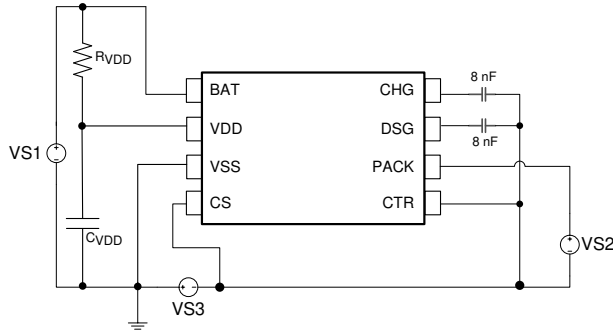 RVDD
VS1
CVDD
VS3
BAT
VDD
VSS
CS
CHG
DSG
PACK
CTR
8 nF
8 nF
VS2